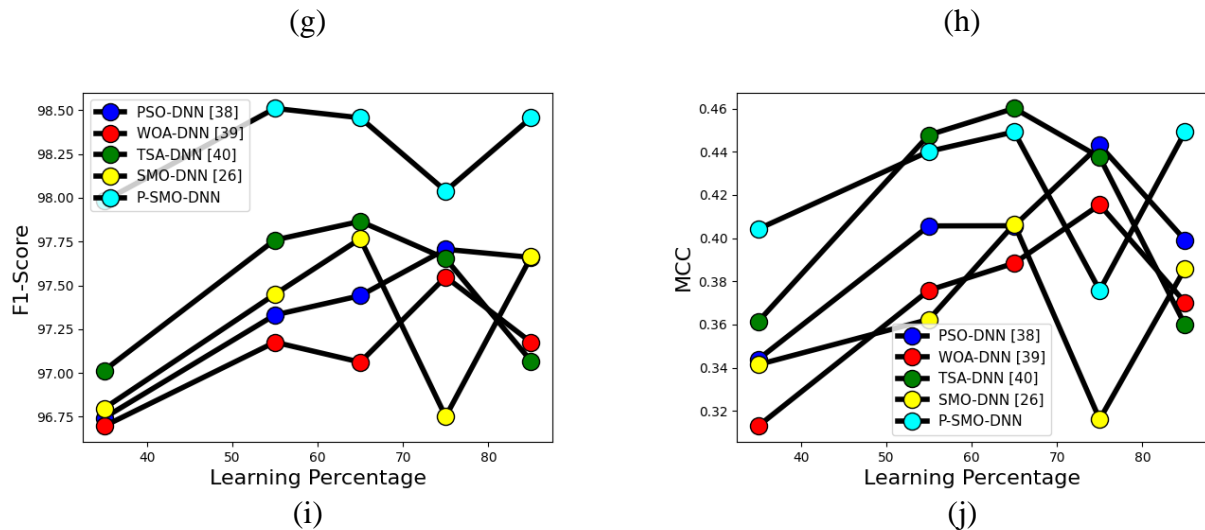 (g)
(h)
98.50
98.25
98.00
97.75
97.50
97.25
97.00
96.75
F1-Score
PSO-DNN [38]
WOA-DNN [39]
TSA-DNN [40]
SMO-DNN [26]
P-SMO-DNN
40 50 60 70 80
Learning Percentage
(i)
0.46
0.44
0.42
0.40
0.38
0.36
0.34
0.32
MCC
PSO-DNN [38]
WOA-DNN [39]
TSA-DNN [40]
SMO-DNN [26]
P-SMO-DNN
40 50 60 70 80
Learning Percentage
(j)